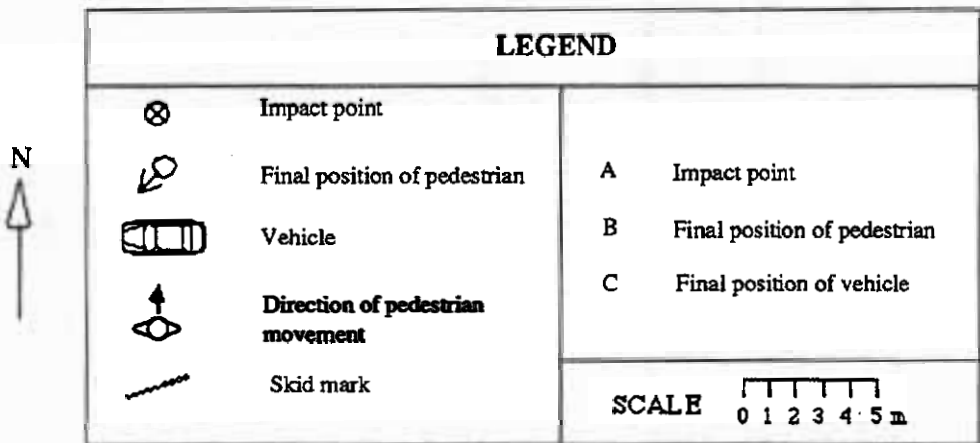 LEGEND
N
Impact point
Final position of pedestrian
Vehicle
Direction of pedestrian
movement
Skid mark
A Impact point
B Final position of pedestrian
C Final position of vehicle
SCALE 0 1 2 3 4 5 m